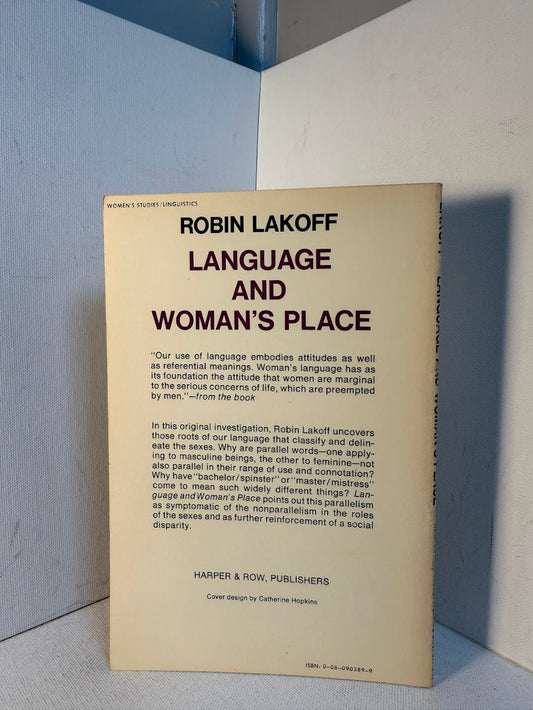 WOMEN'S STUDIES/LINGUISTICS
ROBIN LAKOFF
LANGUAGE
AND
WOMAN'S PLACE
"Our use of language embodies attitudes as well
as referential meanings. Woman's language has as
its foundation the attitude that women are marginal
to the serious concerns of life, which are preempted
by men."—from the book
In this original investigation, Robin Lakoff uncovers
those roots of our language that classify and delin-
eate the sexes. Why are parallel words—one apply-
ing to masculine beings, the other to feminine—not
also parallel in their range of use and connotation?
Why have "bachelor/spinster" or "master/mistress"
come to mean such widely different things? Lan-
guage and Woman's Place points out this parallelism
as symptomatic of the nonparallelism in the roles
of the sexes and as further reinforcement of a social
disparity.
HARPER & ROW, PUBLISHERS
Cover design by Catherine Hopkins
ISBN: 0-06-090389-9